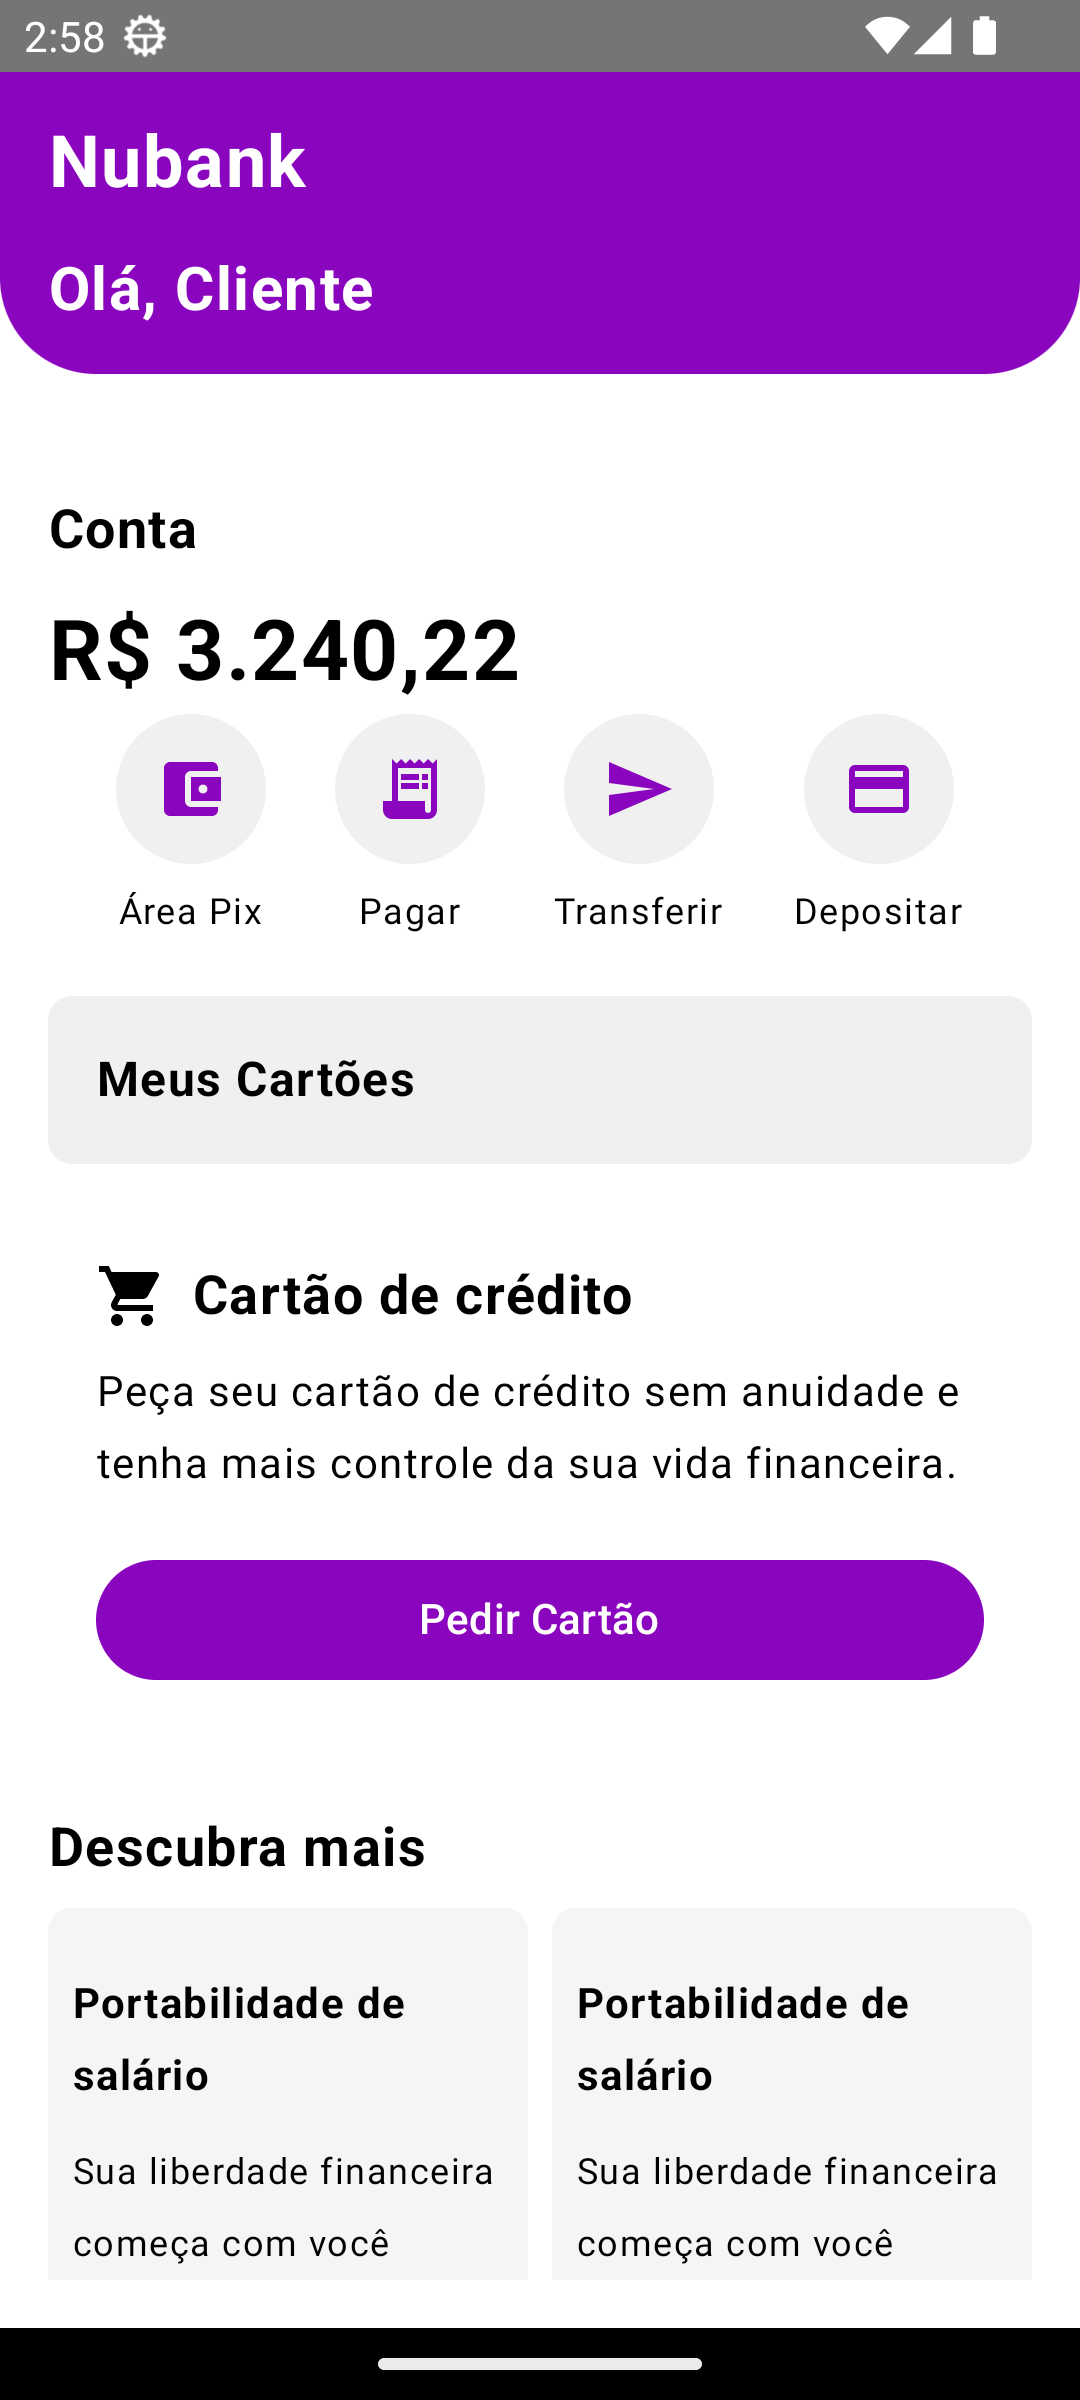 2:58
Nubank
Olá, Cliente
Conta
R$ 3.240,22
Área Pix
Pagar
Transferir
Depositar
Meus Cartões
Cartão de crédito
Peça seu cartão de crédito sem anuidade e
tenha mais controle da sua vida financeira.
Pedir Cartão
Descubra mais
Portabilidade de
salário
Sua liberdade financeira
começa com você
Portabilidade de
salário
Sua liberdade financeira
começa com você